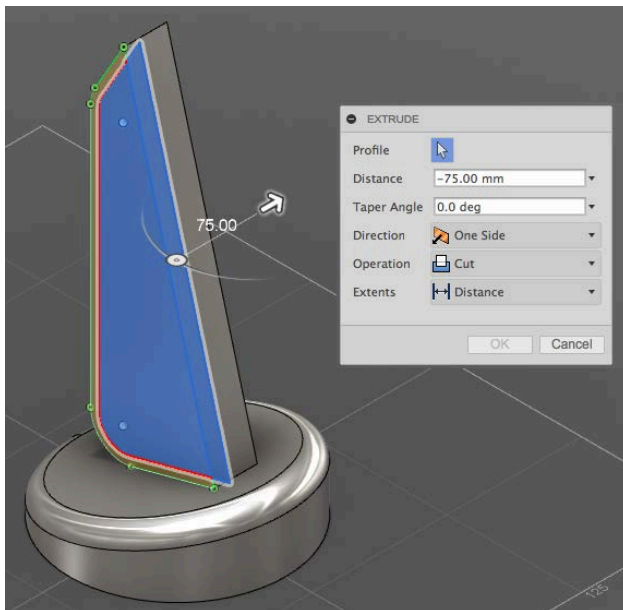 EXTRUDE
Profile
Distance -75.00 mm
Taper Angle 0.0 deg
Direction One Side
Operation Cut
Extents Distance
OK Cancel
75.00
125